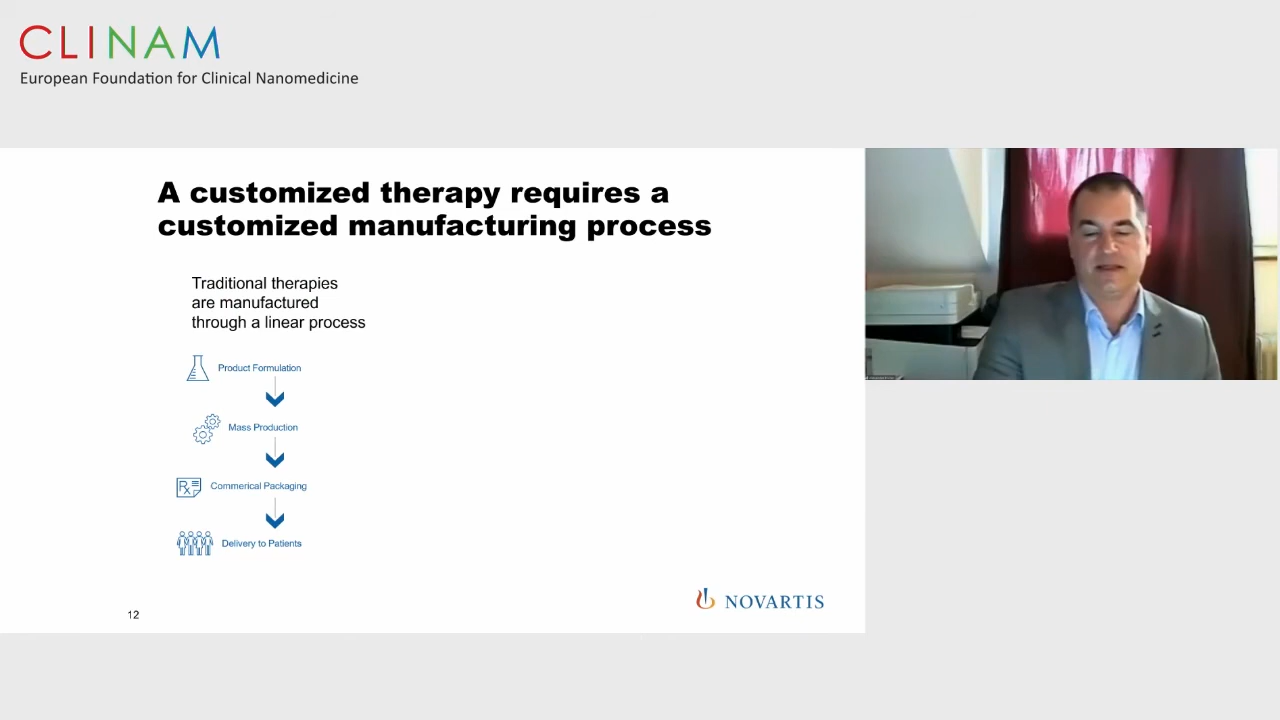 CLINAM
European Foundation for Clinical Nanomedicine
A customized therapy requires a
customized manufacturing process
Traditional therapies
are manufactured
through a linear process
Product Formulation
Mass Production
Rx
Commerical Packaging
Delivery to Patients
12
NOVARTIS